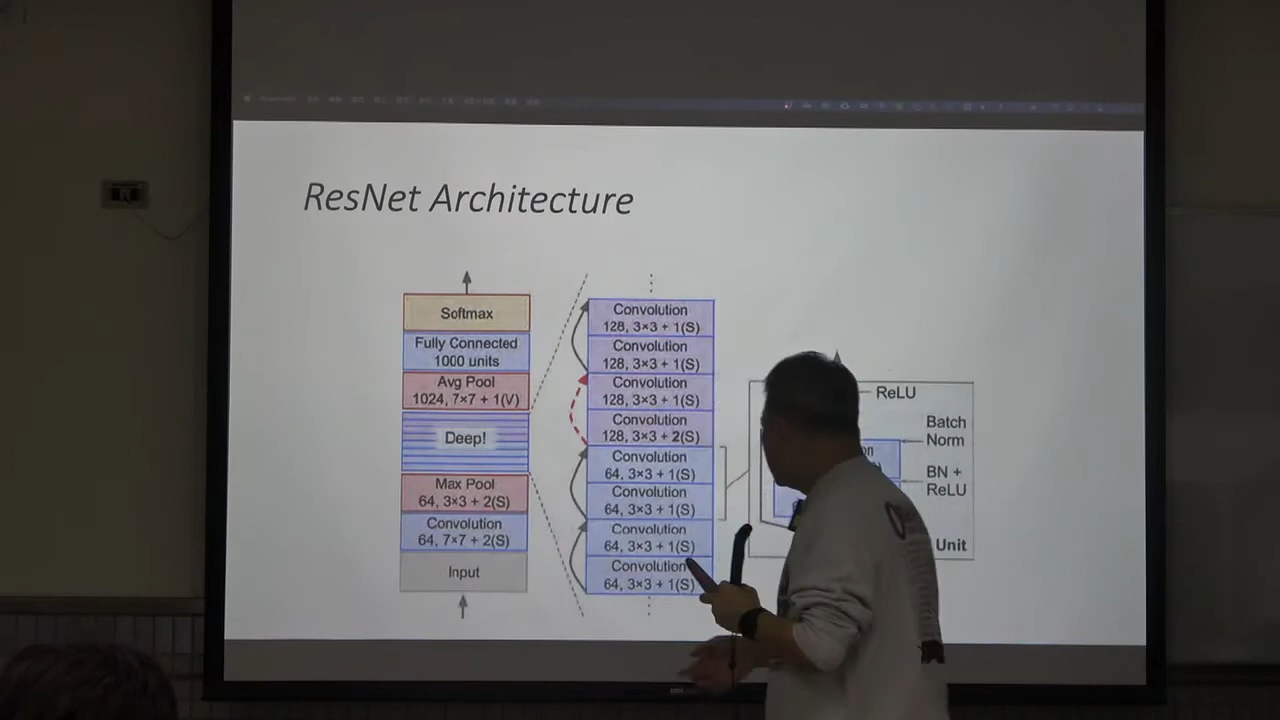 ResNet Architecture
Softmax
Fully Connected
1000 units
Avg Pool
1024, 7×7 + 1(V)
Deep!
Max Pool
64, 3×3 + 2(S)
Convolution
64, 7×7 + 2(S)
Input
Convolution
128, 3×3 + 1(S)
Convolution
128, 3×3 + 1(S)
Convolution
128, 3×3 + 1(S)
Convolution
128, 3×3 + 2(S)
Convolution
64, 3×3 + 1(S)
Convolution
64, 3×3 + 1(S)
Convolution
64, 3×3 + 1(S)
Convolution
64, 3×3 + 1(S)
ReLU
Batch
Norm
BN +
ReLU
Unit